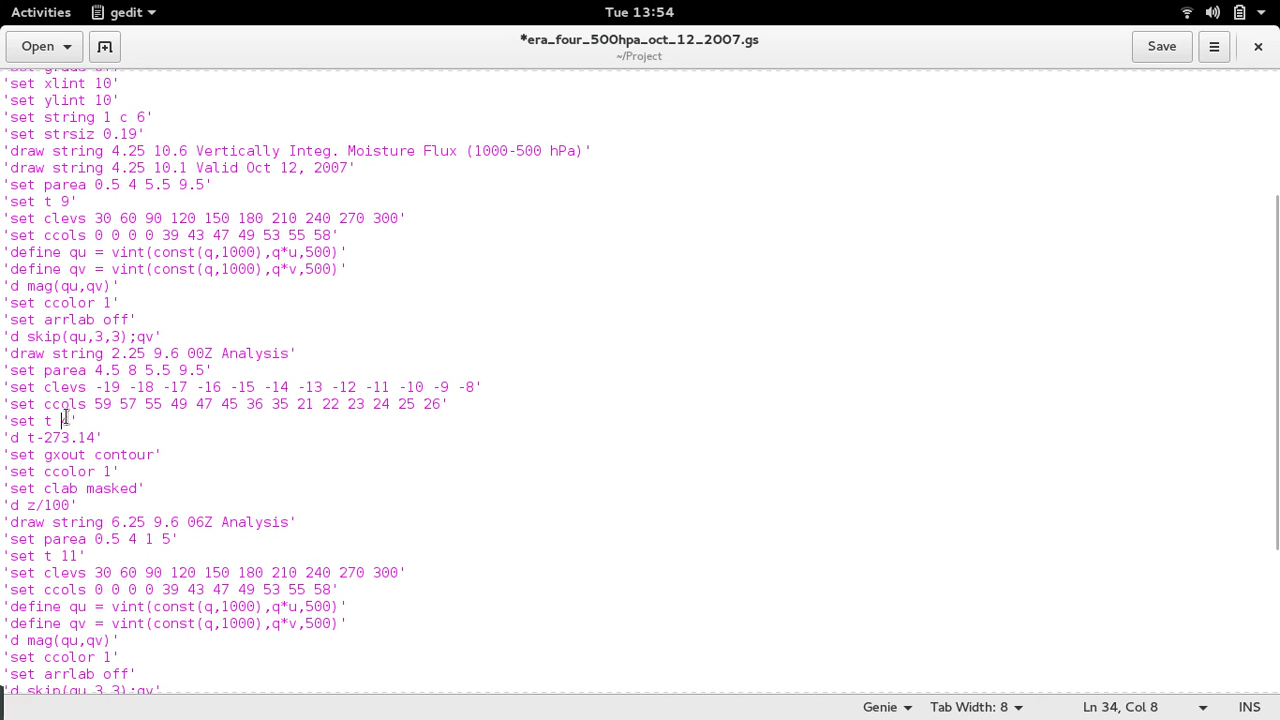 Activities gedit Tue 13:54
Open *era_four_500hpa_oct_12_2007.gs Save
~/Project
'set xlint 10'
'set ylint 10'
'set string 1 c 6'
'set strsiz 0.19'
'draw string 4.25 10.6 Vertically Integ. Moisture Flux (1000-500 hPa)'
'draw string 4.25 10.1 Valid Oct 12, 2007'
'set parea 0.5 4 5.5 9.5'
'set t 9'
'set clevs 30 60 90 120 150 180 210 240 270 300'
'set ccols 0 0 0 0 39 43 47 49 53 55 58'
'define qu = vint(const(q,1000),q*u,500)'
'define qv = vint(const(q,1000),q*v,500)'
'd mag(qu,qv)'
'set ccolor 1'
'set arrlab off'
'd skip(qu,3,3);qv'
'draw string 2.25 9.6 00Z Analysis'
'set parea 4.5 8 5.5 9.5'
'set clevs -19 -18 -17 -16 -15 -14 -13 -12 -11 -10 -9 -8'
'set ccols 59 57 55 49 47 45 36 35 21 22 23 24 25 26'
'set t
'd t-273.14'
'set gxout contour'
'set ccolor 1'
'set clab masked'
'd z/100'
'draw string 6.25 9.6 06Z Analysis'
'set parea 0.5 4 1 5'
'set t 11'
'set clevs 30 60 90 120 150 180 210 240 270 300'
'set ccols 0 0 0 0 39 43 47 49 53 55 58'
'define qu = vint(const(q,1000),q*u,500)'
'define qv = vint(const(q,1000),q*v,500)'
'd mag(qu,qv)'
'set ccolor 1'
'set arrlab off'
'd skip(qu,3,3);qv'
Genie Tab Width: 8 Ln 34, Col 8 INS